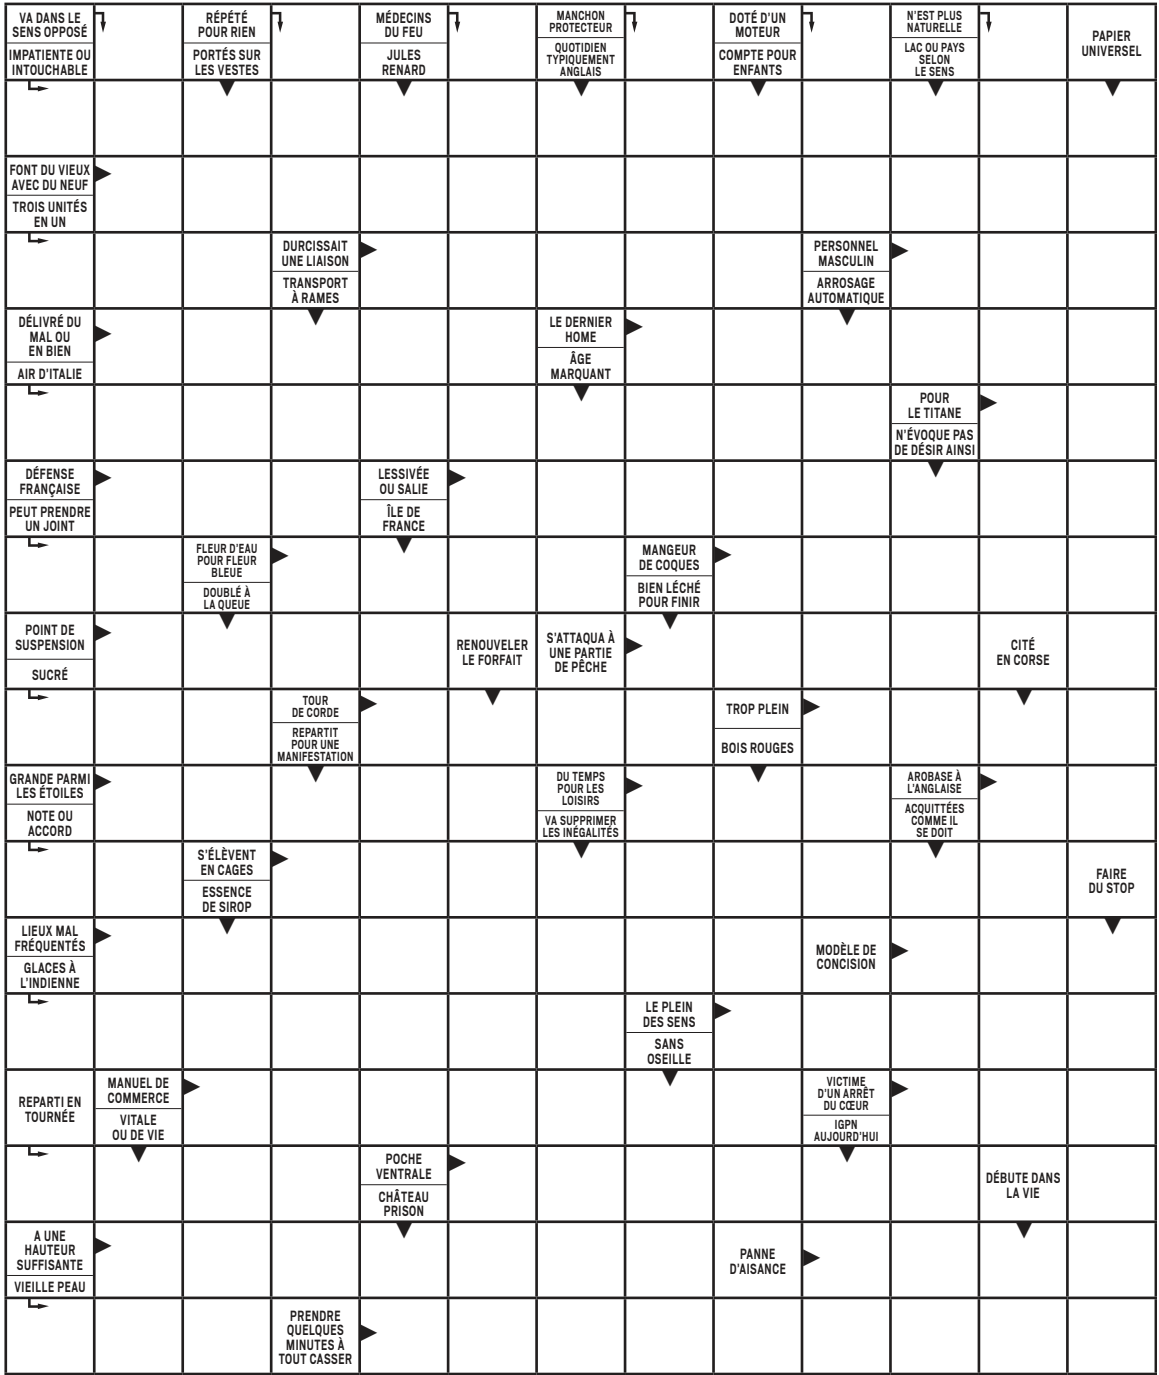 VA DANS LE
SENS OPPOSÉ
IMPATIENTE OU
INTOUCHABLE
RÉPÉTÉ
POUR RIEN
PORTÉS SUR
LES VESTES
MÉDECINS
DU FEU
JULES
RENARD
MANCHON
PROTECTEUR
QUOTIDIEN
TYPIQUEMENT
ANGLAIS
DOTÉ D'UN
MOTEUR
COMPTE POUR
ENFANTS
N'EST PLUS
NATURELLE
LAC OU PAYS
SELON
LE SENS
PAPIER
UNIVERSEL
FONT DU VIEUX
AVEC DU NEUF
TROIS UNITÉS
EN UN
DURCISSAIT
UNE LIAISON
TRANSPORT
À RAMES
PERSONNEL
MASCULIN
ARROSAGE
AUTOMATIQUE
DÉLIVRÉ DU
MAL OU
EN BIEN
AIR D'ITALIE
LE DERNIER
HOME
ÂGE
MARQUANT
POUR
LE TITANE
N'ÉVOQUE PAS
DE DÉSIR AINSI
DÉFENSE
FRANÇAISE
PEUT PRENDRE
UN JOINT
LESSIVÉE
OU SALIE
ÎLE DE
FRANCE
FLEUR D'EAU
POUR FLEUR
BLEUE
DOUBLÉ À
LA QUEUE
MANGEUR
DE COQUES
BIEN LÉCHÉ
POUR FINIR
POINT DE
SUSPENSION
SUCRÉ
RENOUVELER
LE FORFAIT
S'ATTAQUA À
UNE PARTIE
DE PÊCHE
CITÉ
EN CORSE
TOUR
DE CORDE
REPARTIT
POUR UNE
MANIFESTATION
TROP PLEIN
BOIS ROUGES
GRANDE PARMI
LES ÉTOILES
NOTE OU
ACCORD
DU TEMPS
POUR LES
LOISIRS
VA SUPPRIMER
LES INÉGALITÉS
AROBASE À
L'ANGLAISE
ACQUITTÉES
COMME IL
SE DOIT
S'ÉLÈVENT
EN CAGES
ESSENCE
DE SIROP
FAIRE
DU STOP
LIEUX MAL
FRÉQUENTÉS
GLACES À
L'INDIENNE
MODÈLE DE
CONCISION
LE PLEIN
DES SENS
SANS
OSEILLE
REPARTI EN
TOURNÉE
MANUEL DE
COMMERCE
VITALE
OU DE VIE
VICTIME
D'UN ARRÊT
DU CŒUR
IGPN
AUJOURD'HUI
POCHE
VENTRALE
CHÂTEAU
PRISON
DÉBUTE DANS
LA VIE
A UNE
HAUTEUR
SUFFISANTE
VIEILLE PEAU
PANNE
D'AISANCE
PRENDRE
QUELQUES
MINUTES À
TOUT CASSER